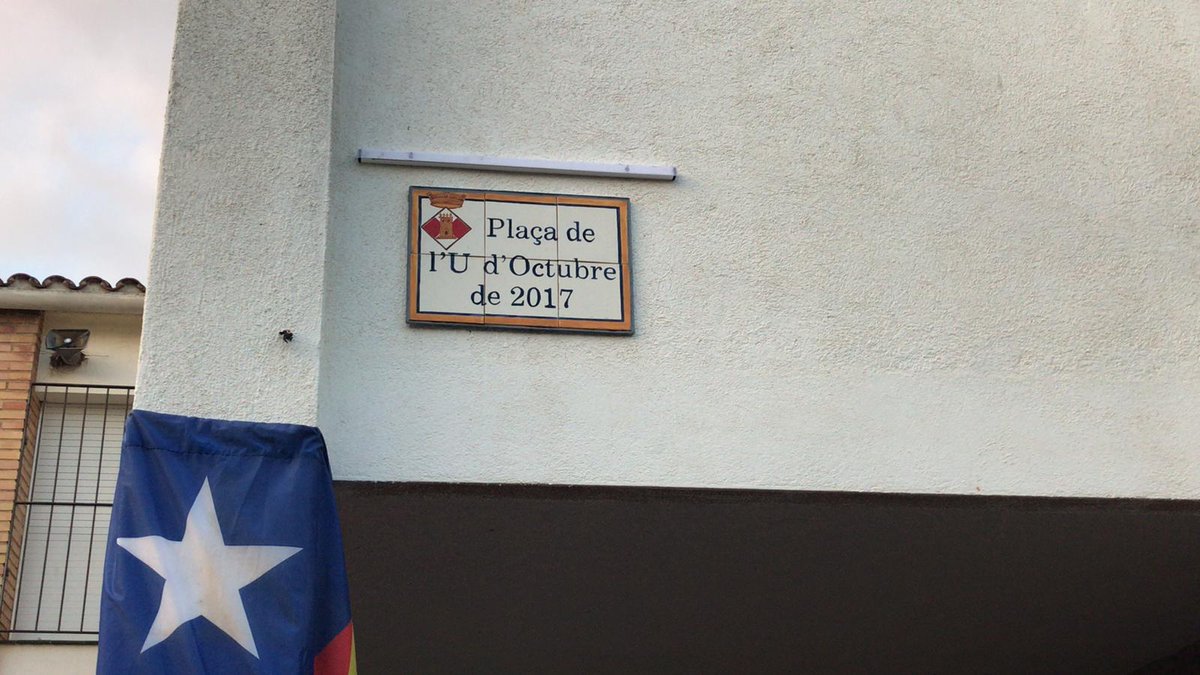 Plaça de
l'U d'Octubre
de 2017